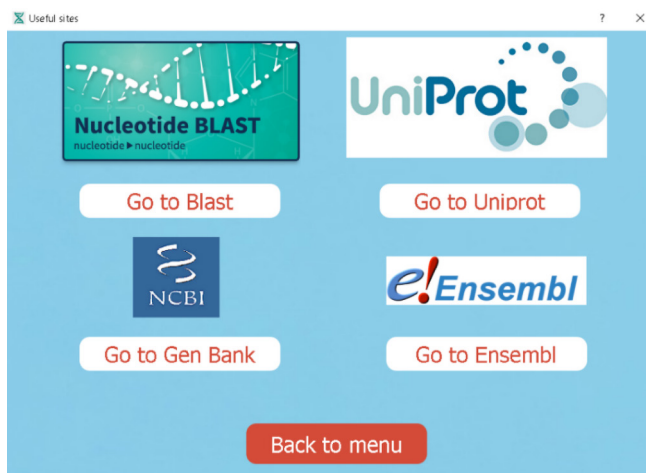 Useful sites
?
Nucleotide BLAST
nucleotide ▶ nucleotide
UniProt
Go to Blast
Go to Uniprot
NCBI
e!Ensembl
Go to Gen Bank
Go to Ensembl
Back to menu